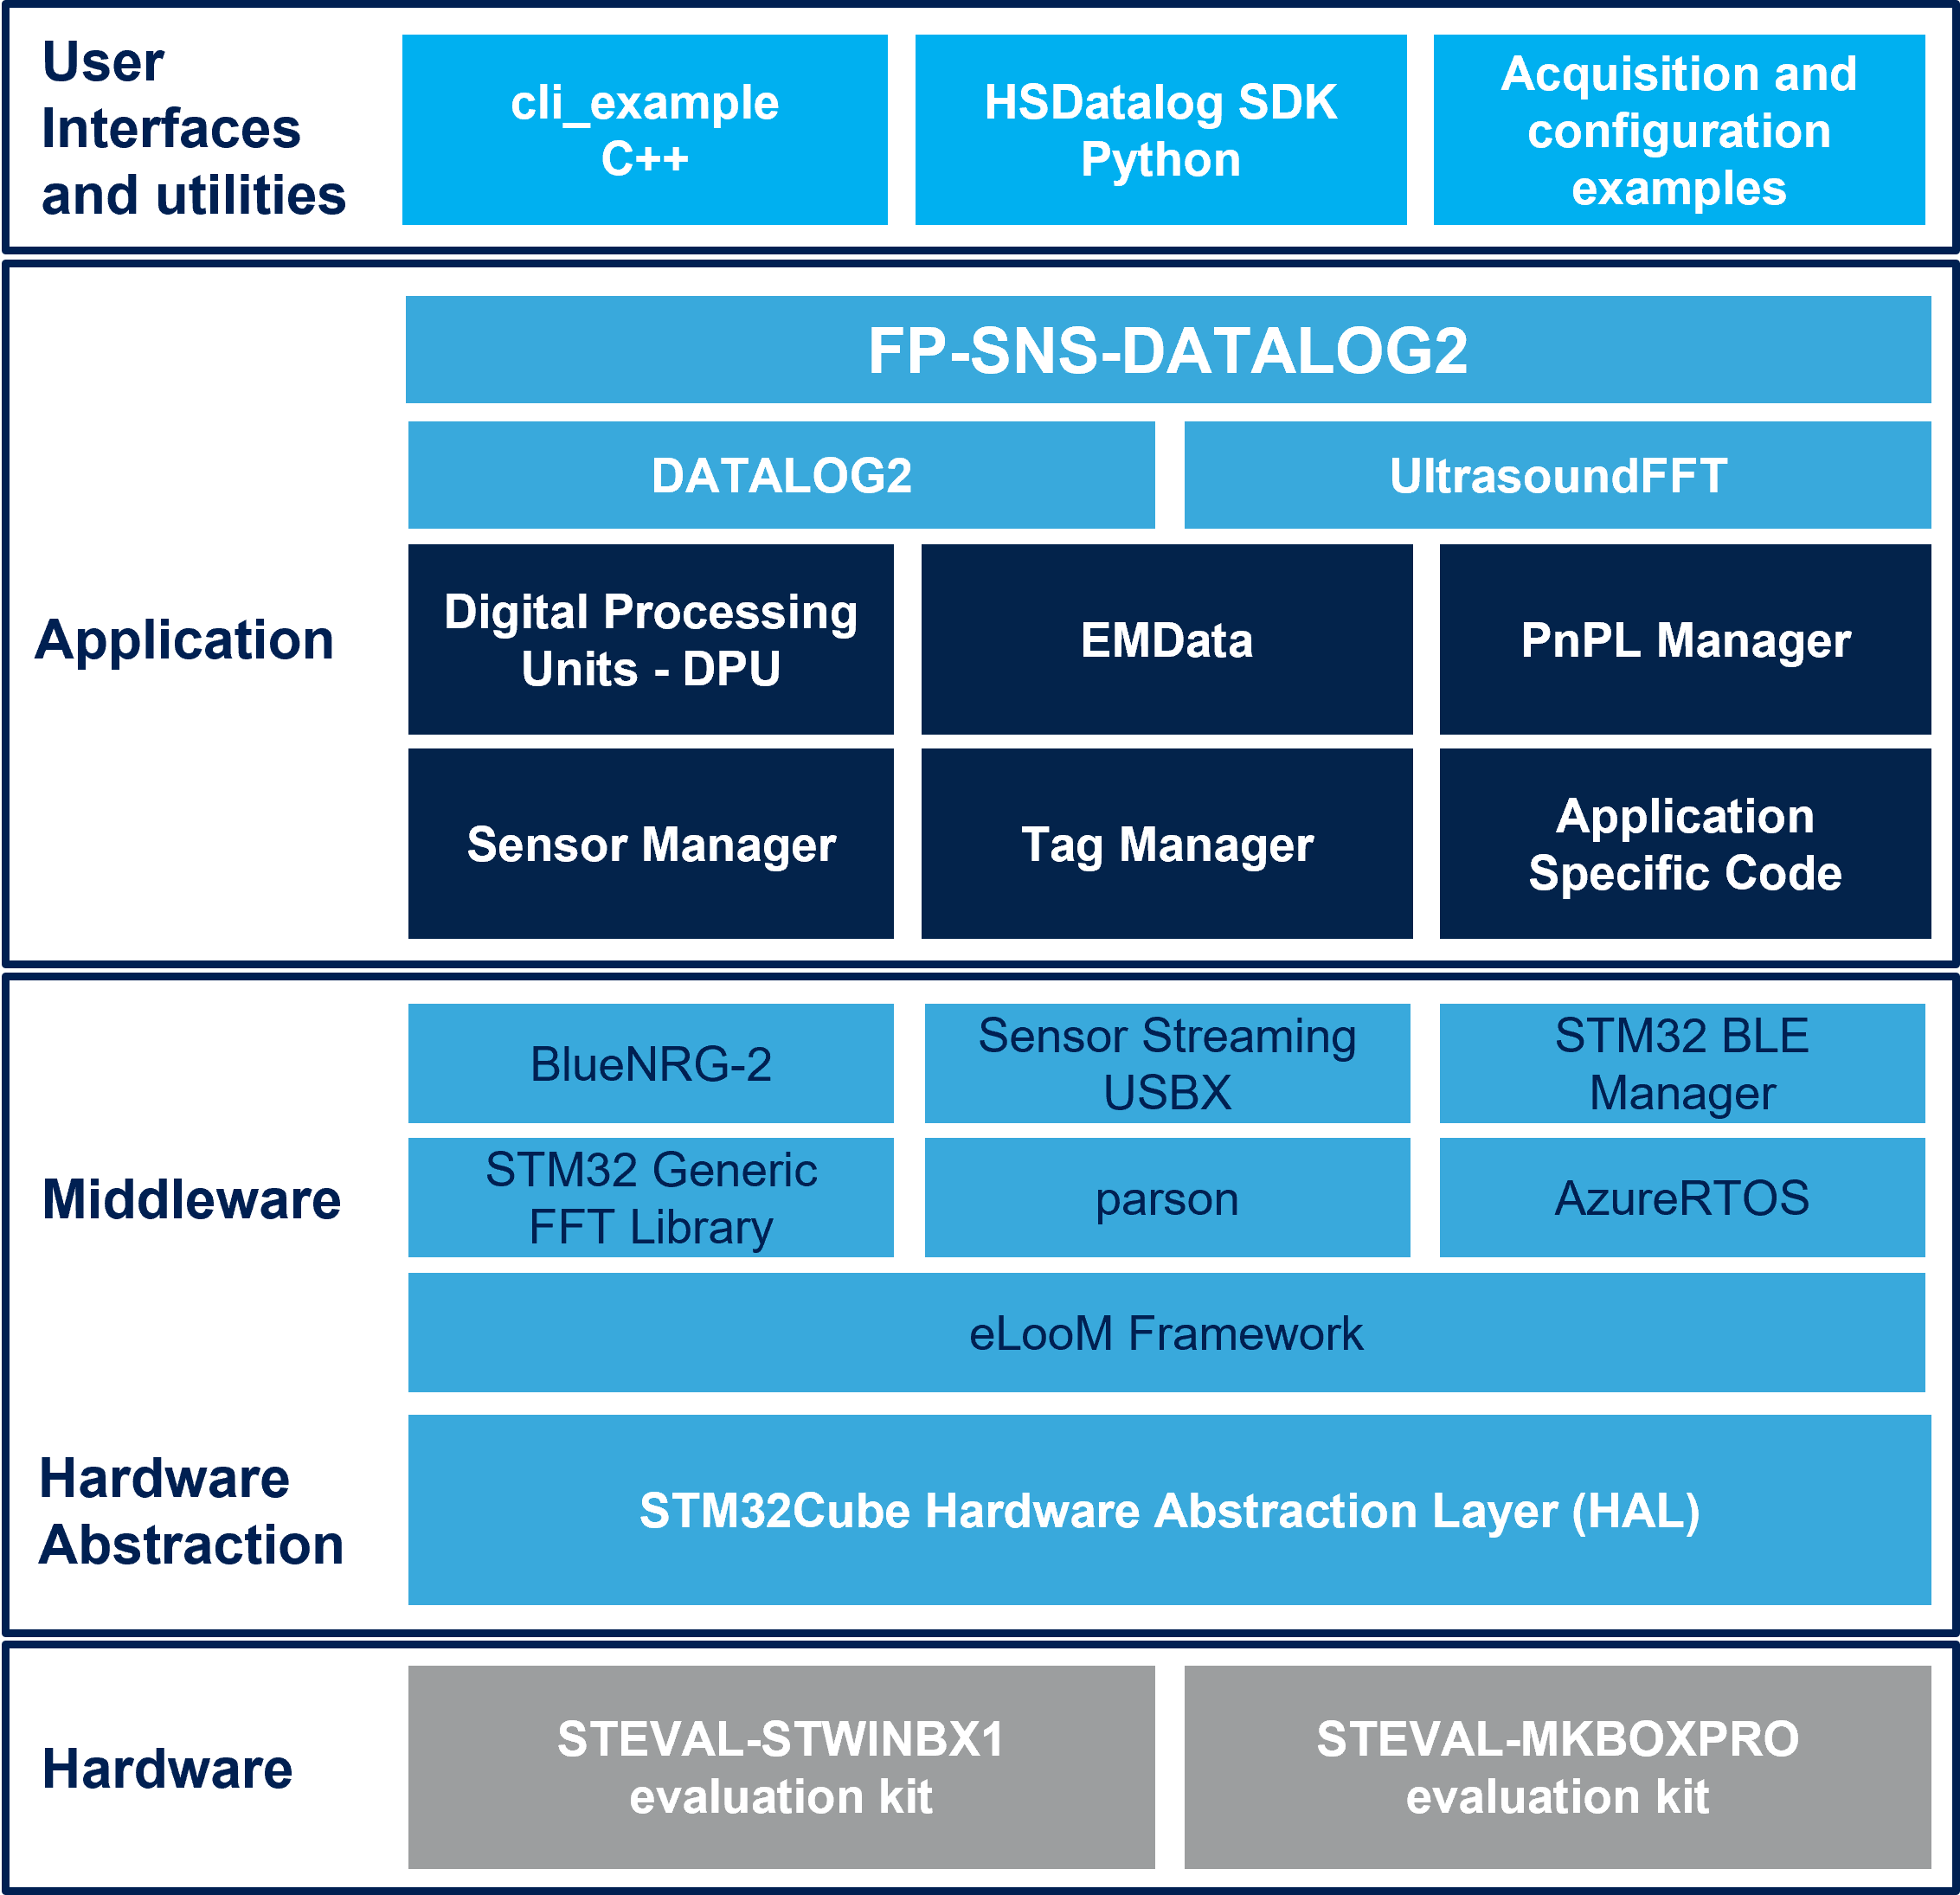 User
Interfaces
and utilities
cli_example
C++
HSDatalog SDK
Python
Acquisition and
configuration
examples
Application
FP-SNS-DATALOG2
DATALOG2
UltrasoundFFT
Digital Processing
Units - DPU
EMData
PnPL Manager
Sensor Manager
Tag Manager
Application
Specific Code
Middleware
BlueNRG-2
Sensor Streaming
USBX
STM32 BLE
Manager
STM32 Generic
FFT Library
parson
AzureRTOS
eLooM Framework
Hardware
Abstraction
STM32Cube Hardware Abstraction Layer (HAL)
Hardware
STEVAL-STWINBX1
evaluation kit
STEVAL-MKBOXPRO
evaluation kit